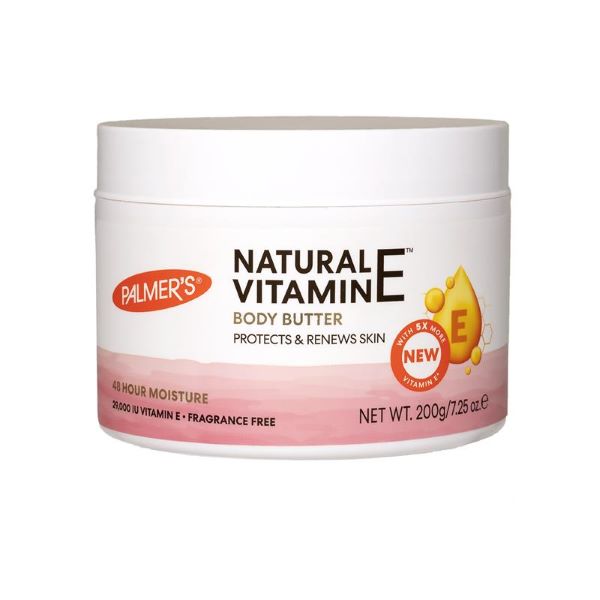 PALMER'S®
NATURAL
VITAMIN E™
BODY BUTTER
PROTECTS & RENEWS SKIN
E
WITH 5X MORE
NEW
VITAMIN E*
48 HOUR MOISTURE
29,000 IU VITAMIN E • FRAGRANCE FREE
NET WT. 200g/7.25 oz.℮